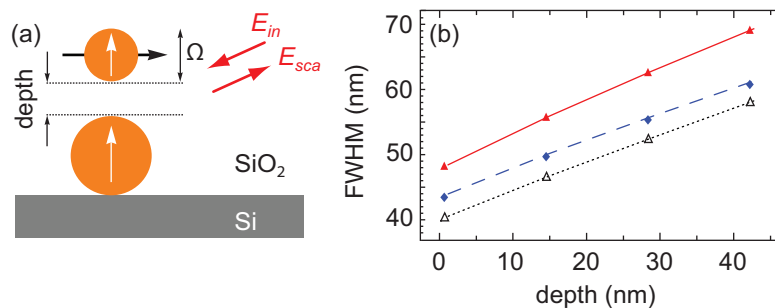 (a)
Ω
E_in
E_sca
depth
SiO₂
Si
(b)
FWHM (nm)
70
60
50
40
0 10 20 30 40
depth (nm)